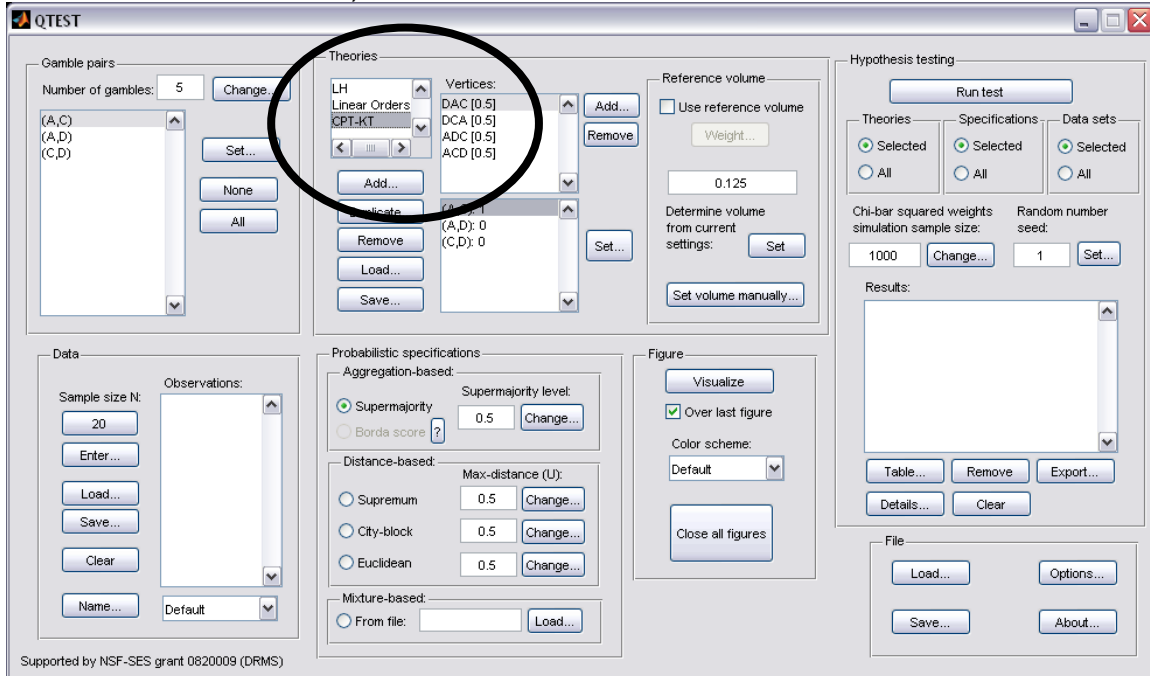 QTEST
Gamble pairs
Number of gambles: 5 Change...
(A,C)
(A,D)
(C,D)
Set...
None
All
Theories
LH
Linear Orders
CPT-KT
Vertices:
DAC [0.5]
DCA [0.5]
ADC [0.5]
ACD [0.5]
Add...
Remove
Add...
Remove
Load...
Save...
(A,D): 0
(C,D): 0
Set...
Reference volume
Use reference volume
Weight...
0.125
Determine volume
from current
settings: Set
Set volume manually...
Hypothesis testing
Run test
Theories
Selected
All
Specifications
Selected
All
Data sets
Selected
All
Chi-bar squared weights
simulation sample size:
1000 Change...
Random number
seed:
1 Set...
Results:
Table... Remove Export...
Details... Clear
Data
Sample size N:
20
Enter...
Load...
Save...
Clear
Name...
Observations:
Default
Probabilistic specifications
Aggregation-based:
Supermajority level:
Supermajority 0.5 Change...
Borda score ?
Distance-based:
Max-distance (U):
Supremum 0.5 Change...
City-block 0.5 Change...
Euclidean 0.5 Change...
Mixture-based:
From file: Load...
Figure
Visualize
Over last figure
Color scheme:
Default
Close all figures
File
Load... Options...
Save... About...
Supported by NSF-SES grant 0820009 (DRMS)